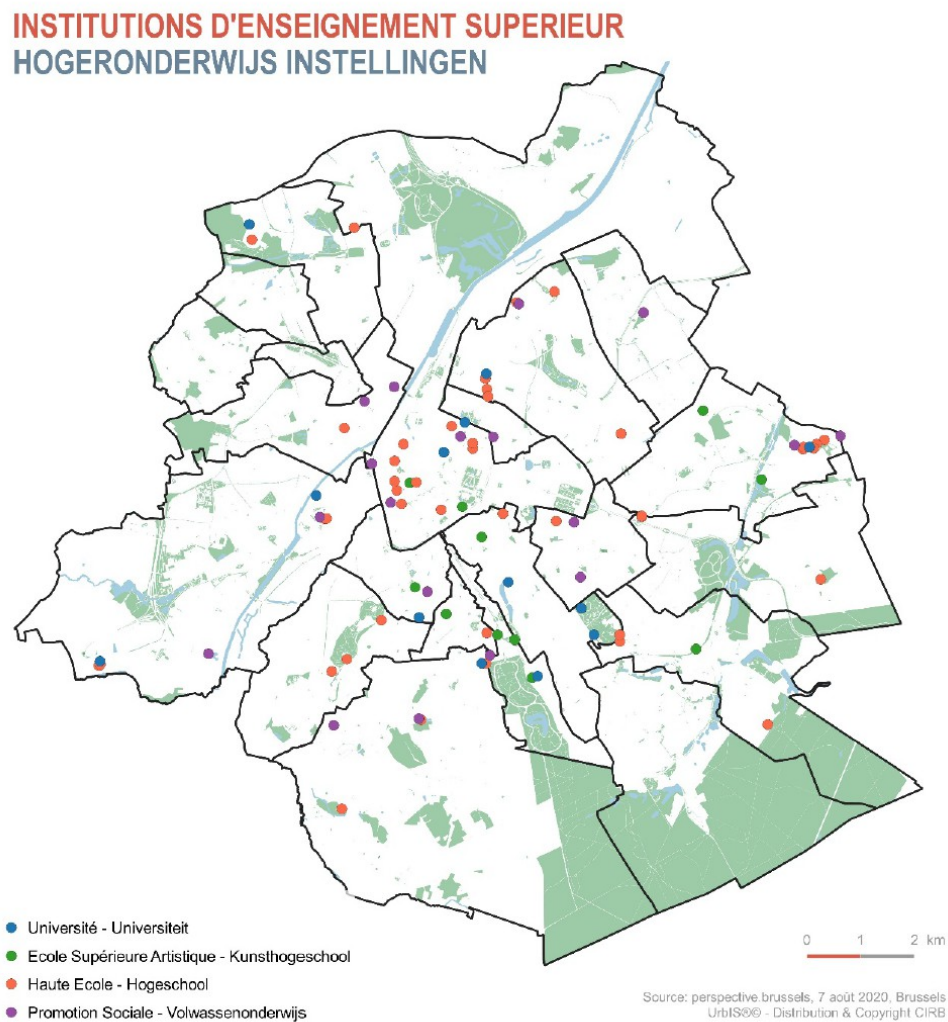 INSTITUTIONS D'ENSEIGNEMENT SUPERIEUR
HOGERONDERWIJS INSTELLINGEN
Université - Universiteit
Ecole Supérieure Artistique - Kunsthogeschool
Haute Ecole - Hogeschool
Promotion Sociale - Volwassenonderwijs
0 1 2 km
Source: perspective.brussels, 7 août 2020, Brussels
UrbIS®© - Distribution & Copyright CIRB